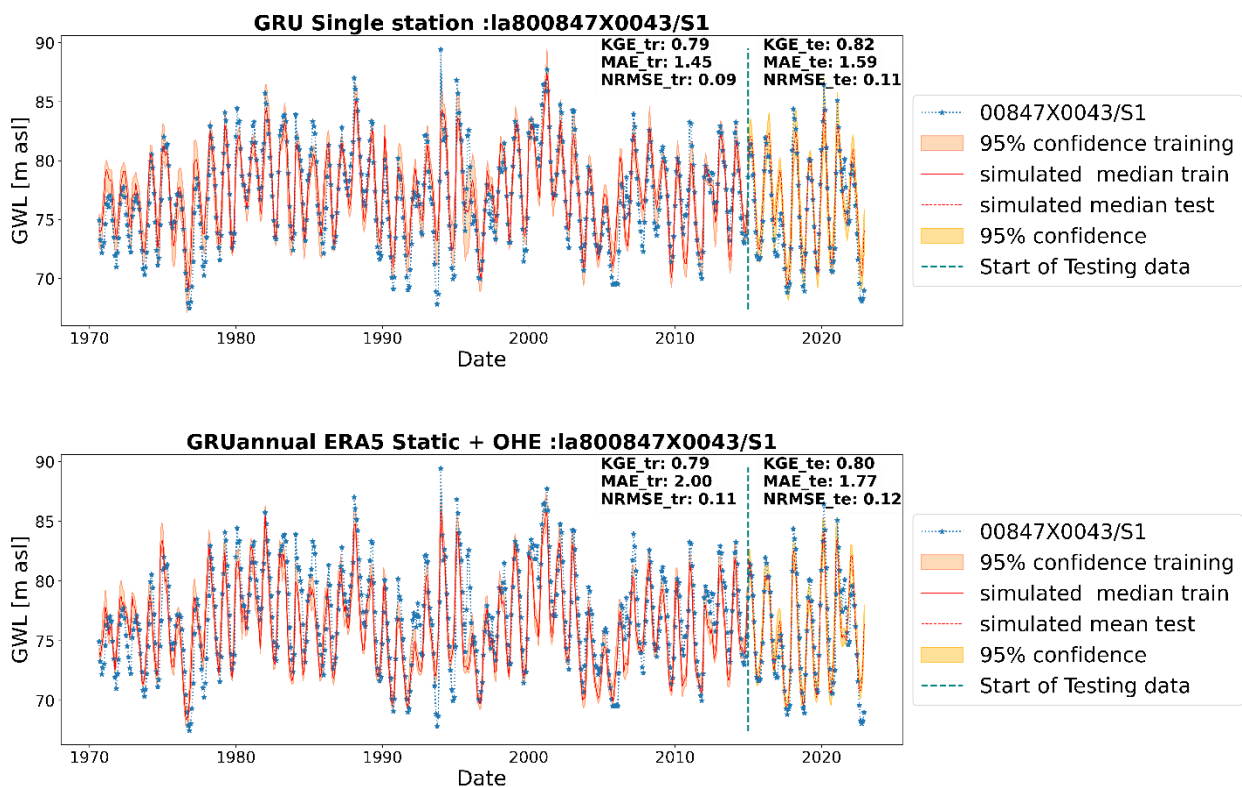 GRU Single station :la800847X0043/S1
KGE_tr: 0.79
MAE_tr: 1.45
NRMSE_tr: 0.09
KGE_te: 0.82
MAE_te: 1.59
NRMSE_te: 0.11
90
85
80
75
70
GWL [m asl]
1970
1980
1990
2000
2010
2020
Date
00847X0043/S1
95% confidence training
simulated  median train
simulated median test
95% confidence
Start of Testing data
GRUannual ERA5 Static + OHE :la800847X0043/S1
KGE_tr: 0.79
MAE_tr: 2.00
NRMSE_tr: 0.11
KGE_te: 0.80
MAE_te: 1.77
NRMSE_te: 0.12
90
85
80
75
70
GWL [m asl]
1970
1980
1990
2000
2010
2020
Date
00847X0043/S1
95% confidence training
simulated  median train
simulated mean test
95% confidence
Start of Testing data